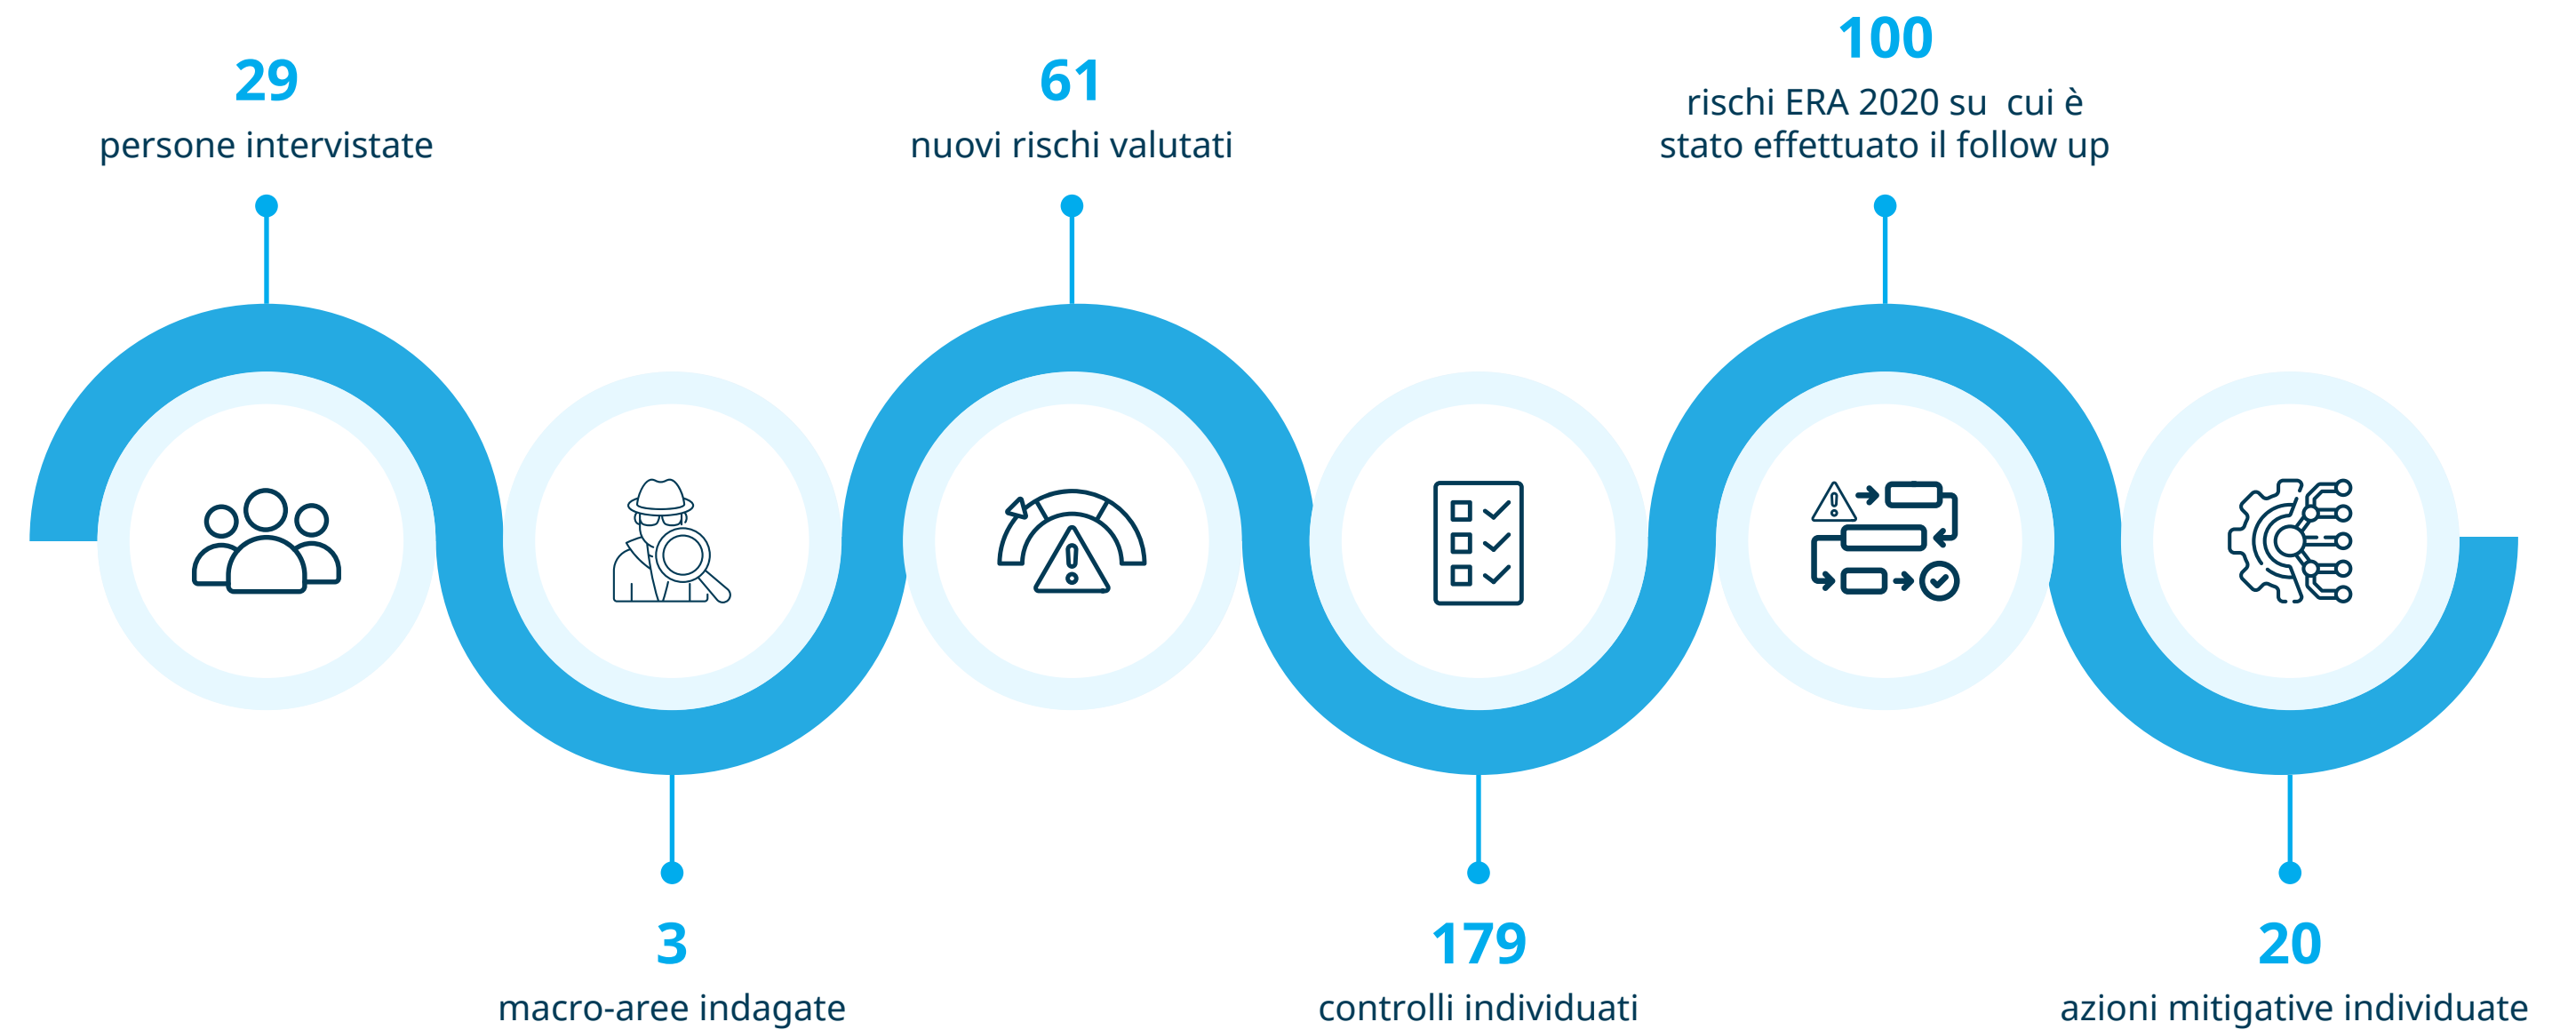 29
persone intervistate
3
macro-aree indagate
61
nuovi rischi valutati
179
controlli individuati
100
rischi ERA 2020 su  cui è
stato effettuato il follow up
20
azioni mitigative individuate